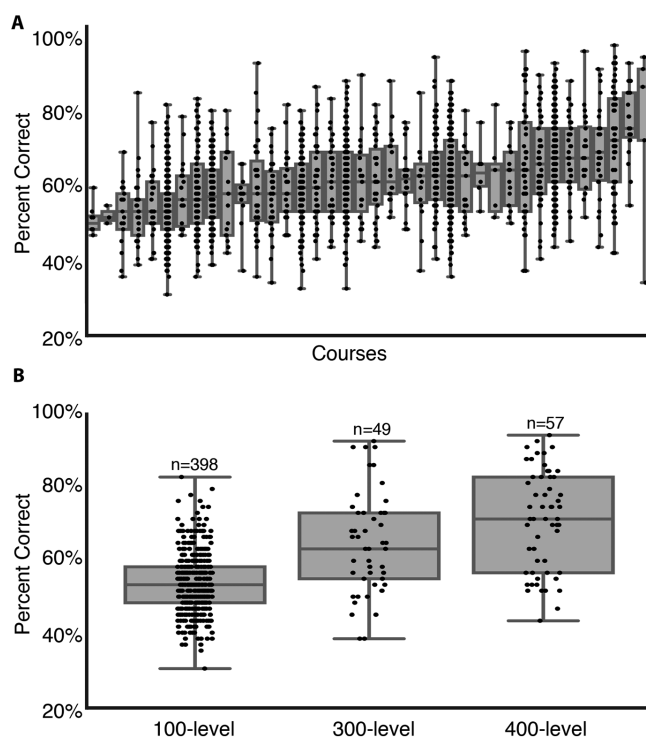 A
100%
80%
60%
40%
20%
Percent Correct
Courses
B
100%
80%
60%
40%
20%
Percent Correct
n=398
n=49
n=57
100-level
300-level
400-level